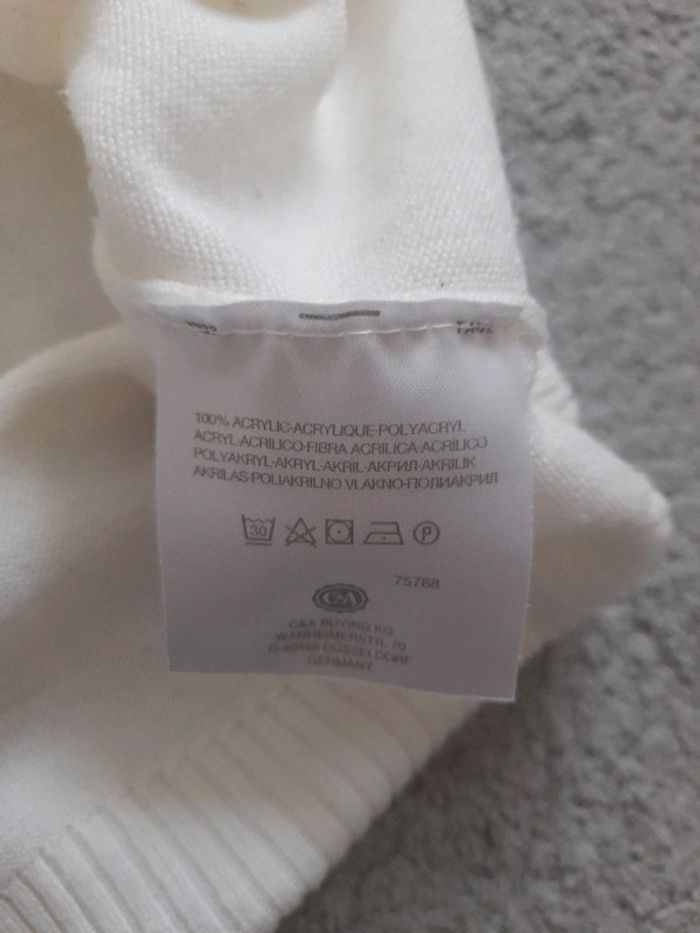 100% ACRYLIC·ACRYLIQUE·POLYACRYL
ACRYL·ACRILICO·FIBRA ACRILICA·ACRÍLICO
POLYAKRYL·AKRYL·AKRIL·АКРИЛ·AKRILIK
AKRILAS·POLIAKRILNO VLAKNO·ПОЛИАКРИЛ
30 P
75788
C&A
C&A BUYING KG
WANHEIMERSTR. 70
D-40468 DÜSSELDORF
GERMANY